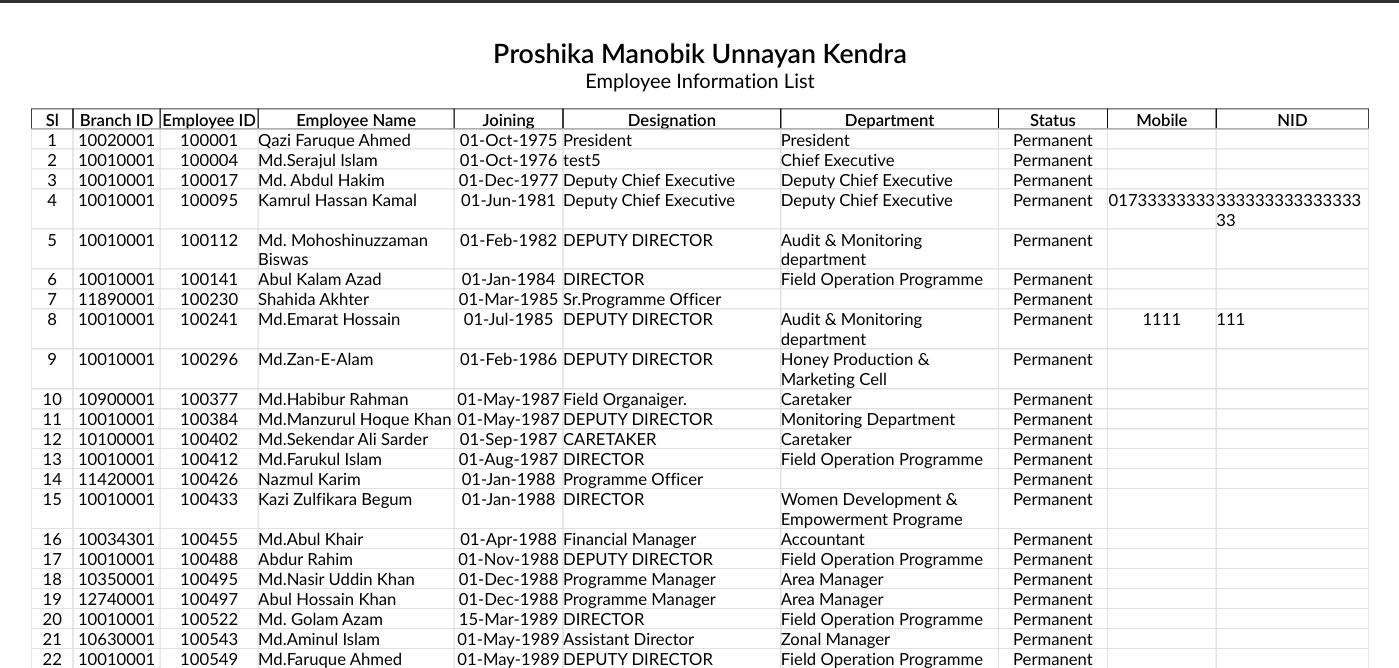 Proshika Manobik Unnayan Kendra
Employee Information List
Sl Branch ID Employee ID Employee Name Joining Designation Department Status Mobile NID
1 10020001 100001 Qazi Faruque Ahmed 01-Oct-1975 President President Permanent
2 10010001 100004 Md.Serajul Islam 01-Oct-1976 test5 Chief Executive Permanent
3 10010001 100017 Md. Abdul Hakim 01-Dec-1977 Deputy Chief Executive Deputy Chief Executive Permanent
4 10010001 100095 Kamrul Hassan Kamal 01-Jun-1981 Deputy Chief Executive Deputy Chief Executive Permanent 01733333333 333333333333333
33
5 10010001 100112 Md. Mohoshinuzzaman 01-Feb-1982 DEPUTY DIRECTOR Audit & Monitoring Permanent
Biswas department
6 10010001 100141 Abul Kalam Azad 01-Jan-1984 DIRECTOR Field Operation Programme Permanent
7 11890001 100230 Shahida Akhter 01-Mar-1985 Sr.Programme Officer Permanent
8 10010001 100241 Md.Emarat Hossain 01-Jul-1985 DEPUTY DIRECTOR Audit & Monitoring Permanent 1111 111
department
9 10010001 100296 Md.Zan-E-Alam 01-Feb-1986 DEPUTY DIRECTOR Honey Production & Permanent
Marketing Cell
10 10900001 100377 Md.Habibur Rahman 01-May-1987 Field Organaiger. Caretaker Permanent
11 10010001 100384 Md.Manzurul Hoque Khan 01-May-1987 DEPUTY DIRECTOR Monitoring Department Permanent
12 10100001 100402 Md.Sekendar Ali Sarder 01-Sep-1987 CARETAKER Caretaker Permanent
13 10010001 100412 Md.Farukul Islam 01-Aug-1987 DIRECTOR Field Operation Programme Permanent
14 11420001 100426 Nazmul Karim 01-Jan-1988 Programme Officer Permanent
15 10010001 100433 Kazi Zulfikara Begum 01-Jan-1988 DIRECTOR Women Development & Permanent
Empowerment Programe
16 10034301 100455 Md.Abul Khair 01-Apr-1988 Financial Manager Accountant Permanent
17 10010001 100488 Abdur Rahim 01-Nov-1988 DEPUTY DIRECTOR Field Operation Programme Permanent
18 10350001 100495 Md.Nasir Uddin Khan 01-Dec-1988 Programme Manager Area Manager Permanent
19 12740001 100497 Abul Hossain Khan 01-Dec-1988 Programme Manager Area Manager Permanent
20 10010001 100522 Md. Golam Azam 15-Mar-1989 DIRECTOR Field Operation Programme Permanent
21 10630001 100543 Md.Aminul Islam 01-May-1989 Assistant Director Zonal Manager Permanent
22 10010001 100549 Md.Faruque Ahmed 01-May-1989 DEPUTY DIRECTOR Field Operation Programme Permanent